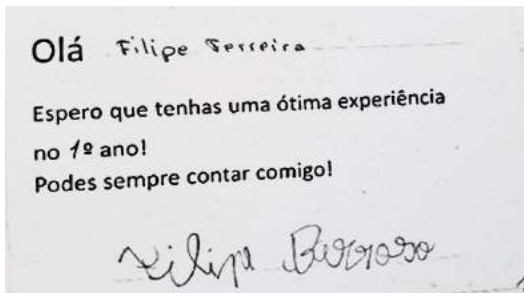 Olá Filipe Ferreira
Espero que tenhas uma ótima experiência
no 1º ano!
Podes sempre contar comigo!
Filipe Barroso